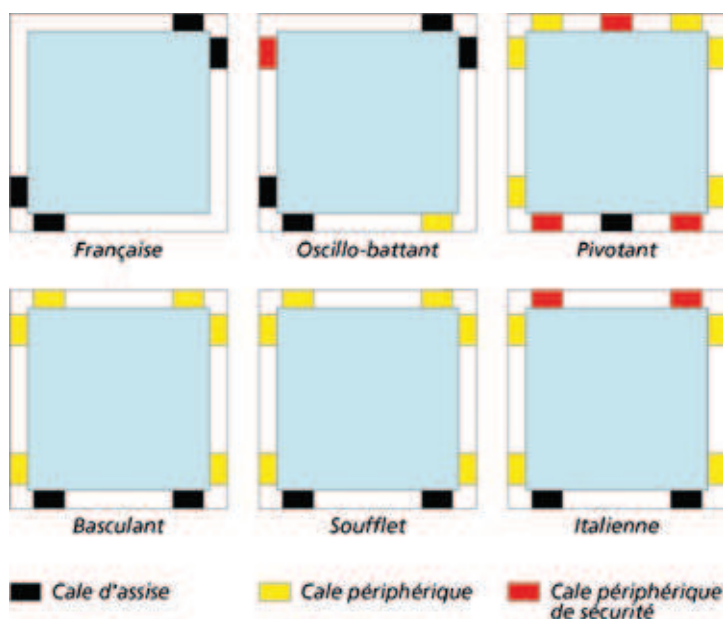 Française
Oscillo-battant
Pivotant
Basculant
Soufflet
Italienne
Cale d'assise
Cale périphérique
Cale périphérique
de sécurité